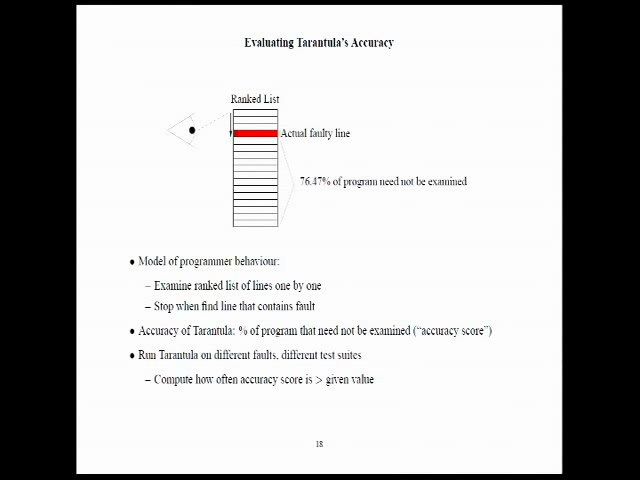 Evaluating Tarantula's Accuracy
Ranked List
Actual faulty line
76.47% of program need not be examined
• Model of programmer behaviour:
– Examine ranked list of lines one by one
– Stop when find line that contains fault
• Accuracy of Tarantula: % of program that need not be examined ("accuracy score")
• Run Tarantula on different faults, different test suites
– Compute how often accuracy score is > given value
18